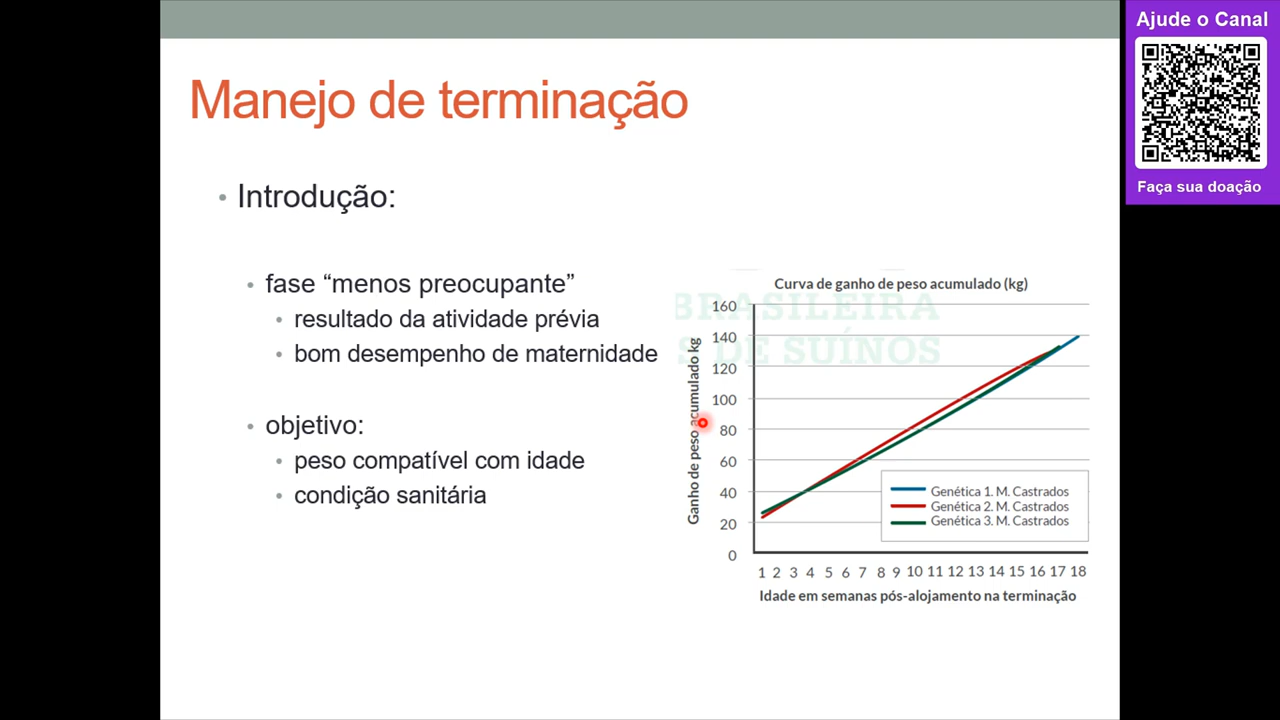 Ajude o Canal
Faça sua doação
Manejo de terminação
Introdução:
fase “menos preocupante”
resultado da atividade prévia
bom desempenho de maternidade
objetivo:
peso compatível com idade
condição sanitária
BRASILEIRA
S DE SUÍNOS
Curva de ganho de peso acumulado (kg)
Ganho de peso acumulado kg
160
140
120
100
80
60
40
20
0
Genética 1. M. Castrados
Genética 2. M. Castrados
Genética 3. M. Castrados
1 2 3 4 5 6 7 8 9 10 11 12 13 14 15 16 17 18
Idade em semanas pós-alojamento na terminação